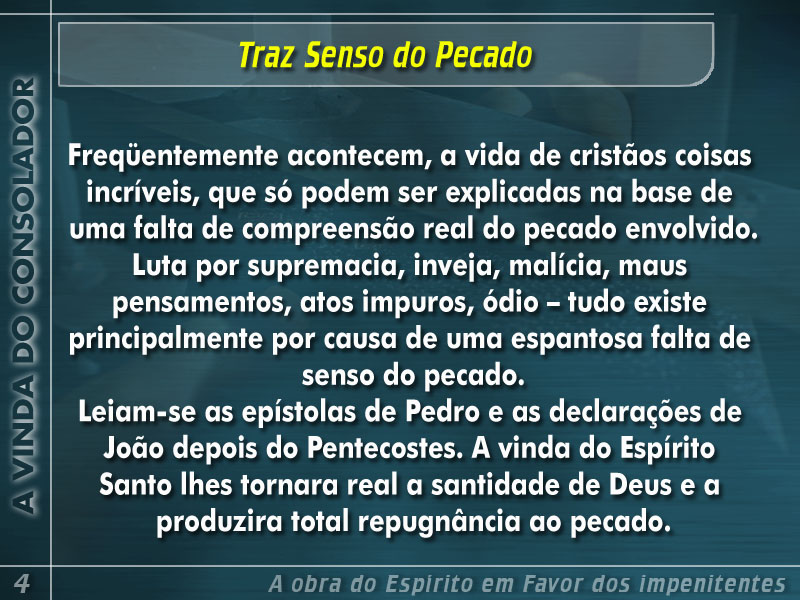 Traz Senso do Pecado
A VINDA DO CONSOLADOR
Freqüentemente acontecem, a vida de cristãos coisas
incríveis, que só podem ser explicadas na base de
uma falta de compreensão real do pecado envolvido.
Luta por supremacia, inveja, malícia, maus
pensamentos, atos impuros, ódio – tudo existe
principalmente por causa de uma espantosa falta de
senso do pecado.
Leiam-se as epístolas de Pedro e as declarações de
João depois do Pentecostes. A vinda do Espírito
Santo lhes tornara real a santidade de Deus e a
produzira total repugnância ao pecado.
4
A obra do Espírito em Favor dos impenitentes